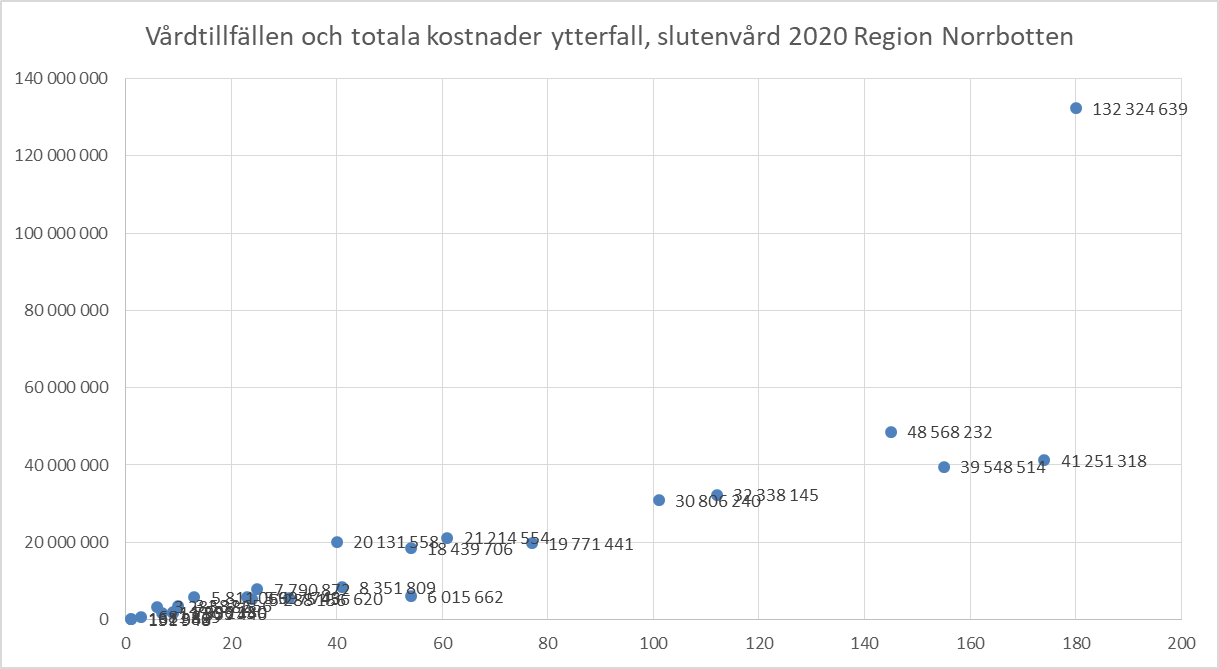 Vårdtillfällen och totala kostnader ytterfall, slutenvård 2020 Region Norrbotten
140 000 000
132 324 639
120 000 000
100 000 000
80 000 000
60 000 000
48 568 232
40 000 000
39 548 514
41 251 318
30 806 240
32 338 145
20 000 000
20 131 558
18 439 706
21 214 554
19 771 441
7 790 872
8 351 809
6 015 662
0
0
20
40
60
80
100
120
140
160
180
200